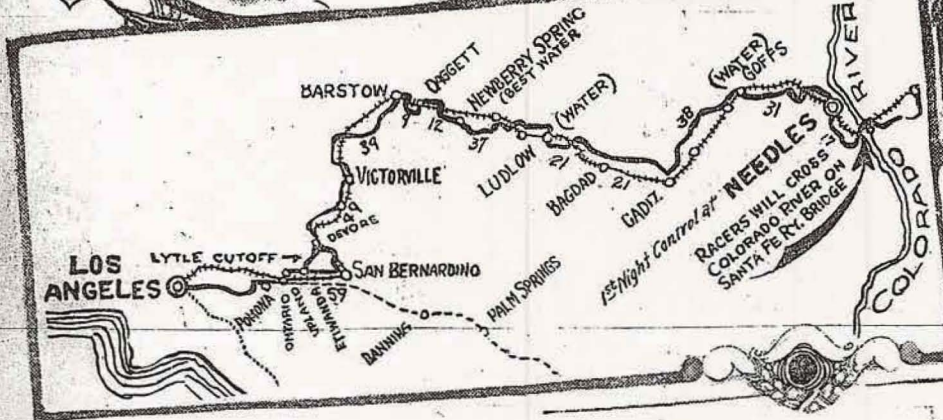 LOS
ANGELES
LYTLE CUTOFF
POMONA
ONTARIO
UPLAND
ETIWANDA
SAN BERNARDINO
BANNING
PALM SPRINGS
DEVORE
49
VICTORVILLE
39
BARSTOW
9
DAGGETT
12
NEWBERRY SPRING
(BEST WATER
37
LUDLOW
(WATER)
21
BAGDAD
21
CADIZ
38
(WATER)
GOFFS
31
1st Night Control at NEEDLES
RACERS WILL CROSS
COLORADO RIVER ON
SANTA FE RY. BRIDGE
COLORADO
RIVER